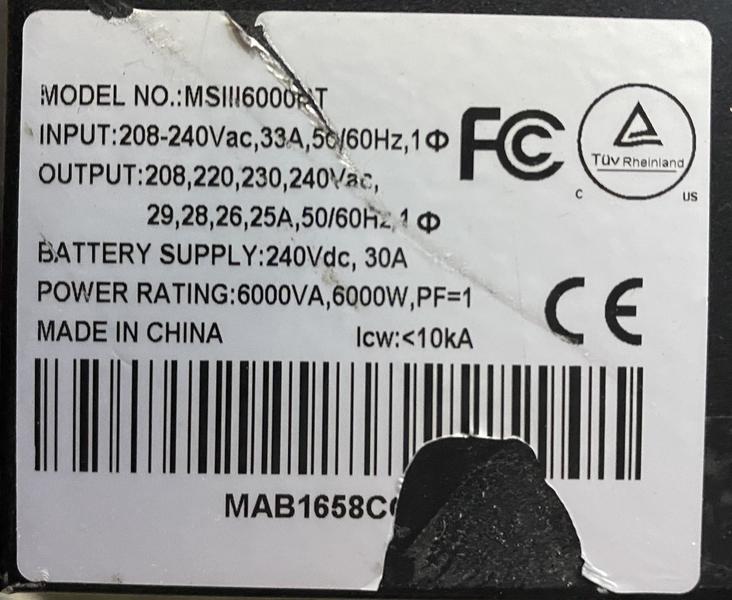 MODEL NO.:MSIII6000RT
INPUT:208-240Vac,33A,50/60Hz,1Φ
OUTPUT:208,220,230,240Vac,
29,28,26,25A,50/60Hz,1Φ
BATTERY SUPPLY:240Vdc, 30A
POWER RATING:6000VA,6000W,PF=1
MADE IN CHINA Icw:<10kA
FC
TÜV Rheinland
C US
CE